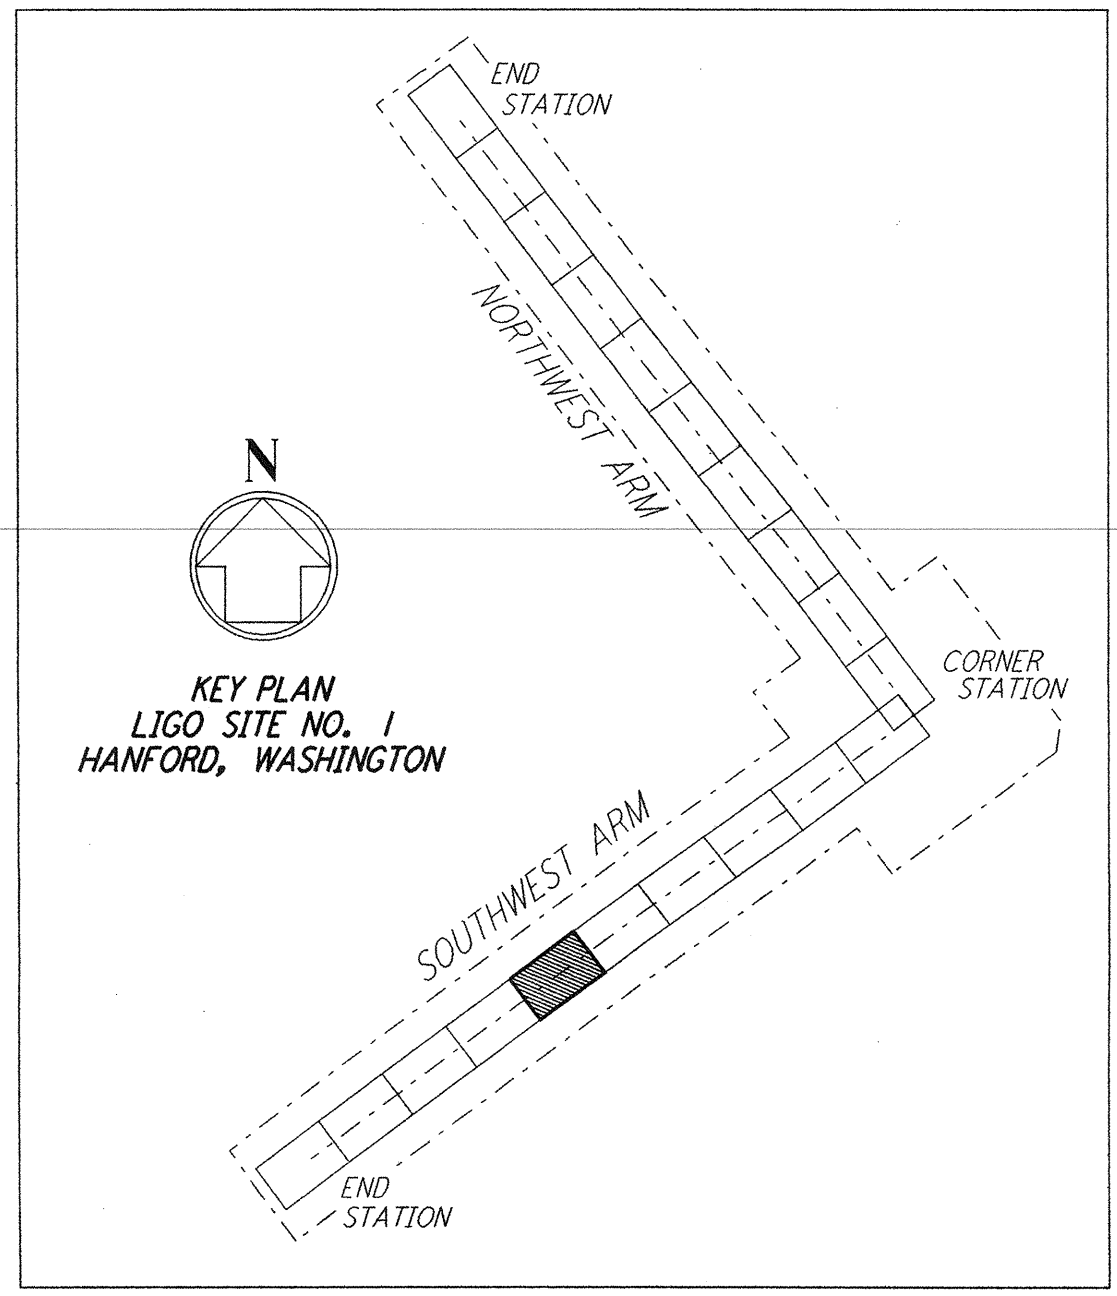 END
STATION
NORTHWEST ARM
N
CORNER
STATION
KEY PLAN
LIGO SITE NO. 1
HANFORD, WASHINGTON
SOUTHWEST ARM
END
STATION